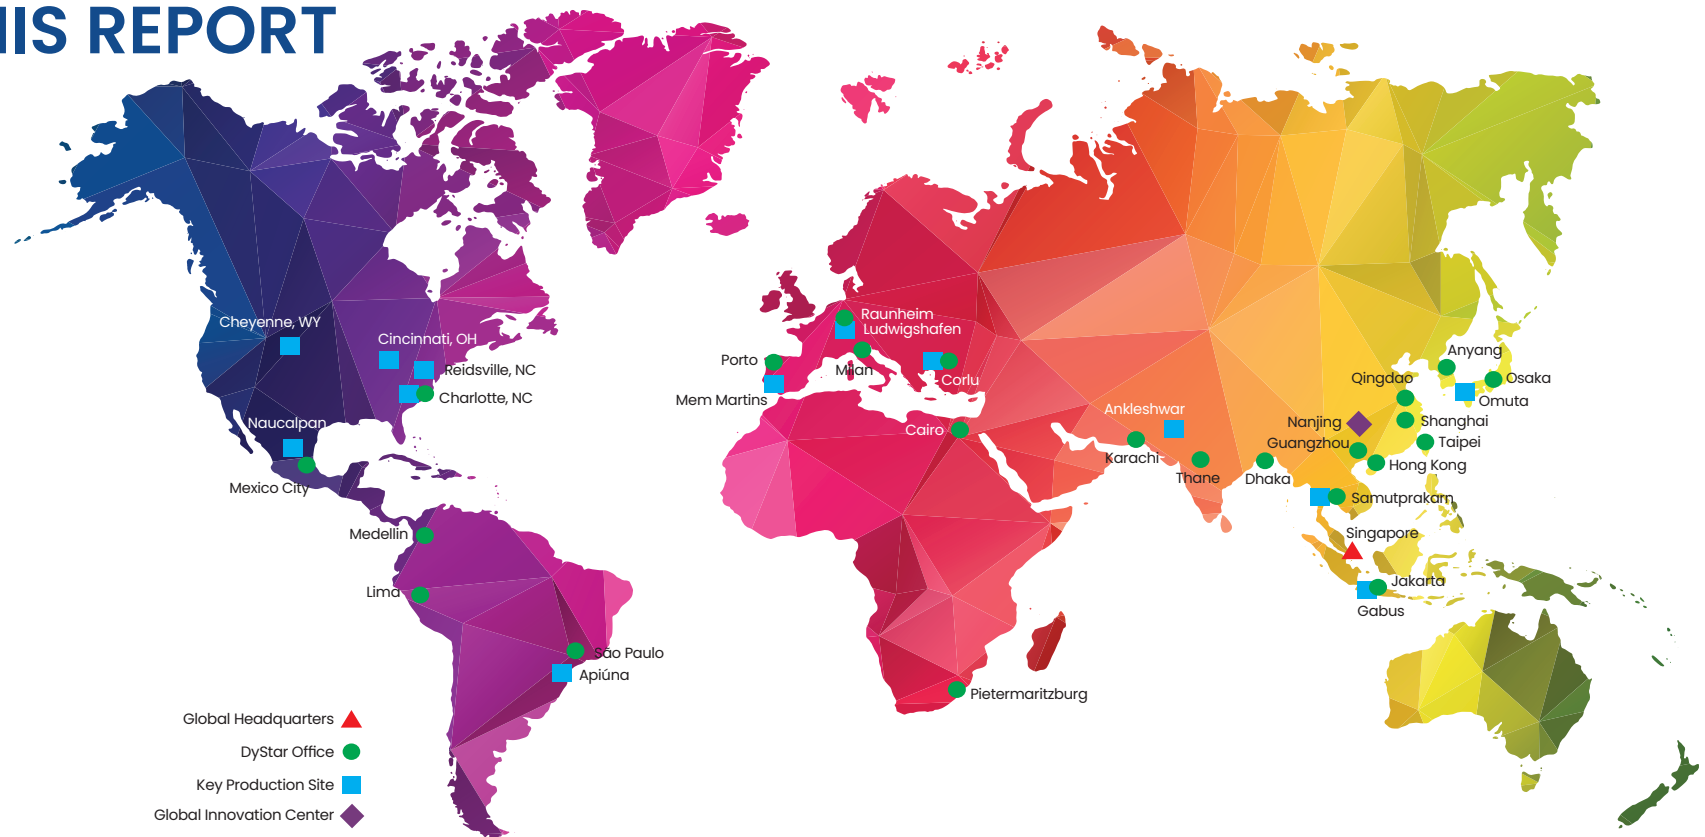 HIS REPORT
Cheyenne, WY
Cincinnati, OH
Reidsville, NC
Charlotte, NC
Naucalpan
Mexico City
Medellin
Lima
São Paulo
Apiúna
Raunheim
Ludwigshafen
Porto
Milan
Mem Martins
Corlu
Cairo
Pietermaritzburg
Ankleshwar
Karachi
Thane
Dhaka
Anyang
Qingdao
Osaka
Omuta
Nanjing
Shanghai
Guangzhou
Taipei
Hong Kong
Samutprakarn
Singapore
Jakarta
Gabus
Global Headquarters
DyStar Office
Key Production Site
Global Innovation Center